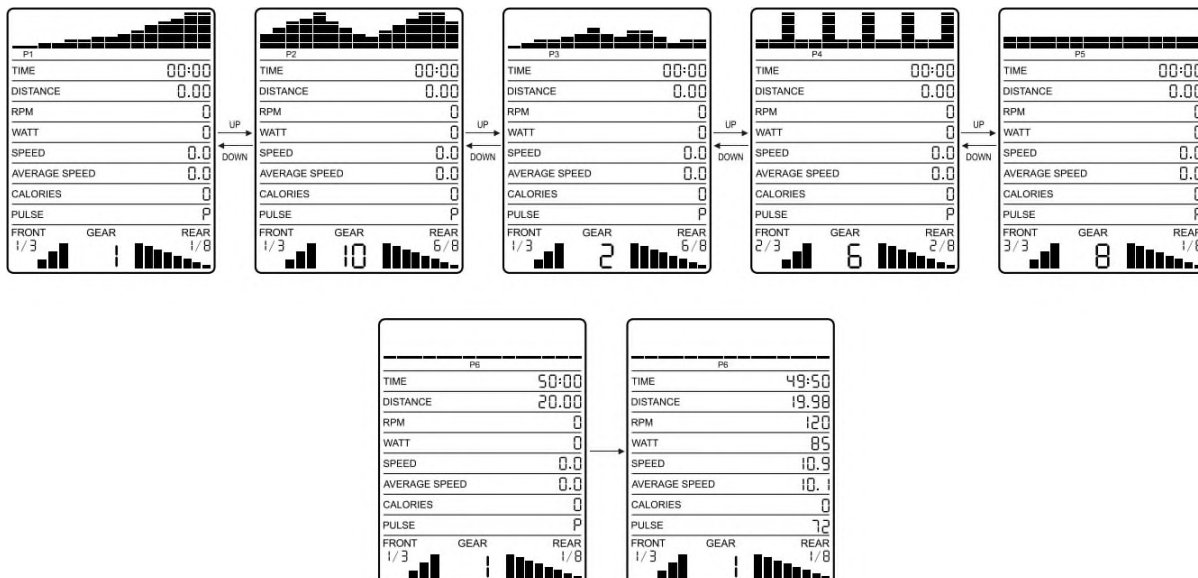 P1
TIME 00:00
DISTANCE 0.00
RPM 0
WATT 0
SPEED 0.0
AVERAGE SPEED 0.0
CALORIES 0
PULSE P
FRONT GEAR REAR
1/3 1 1/8
UP
DOWN
P2
TIME 00:00
DISTANCE 0.00
RPM 0
WATT 0
SPEED 0.0
AVERAGE SPEED 0.0
CALORIES 0
PULSE P
FRONT GEAR REAR
1/3 10 6/8
UP
DOWN
P3
TIME 00:00
DISTANCE 0.00
RPM 0
WATT 0
SPEED 0.0
AVERAGE SPEED 0.0
CALORIES 0
PULSE P
FRONT GEAR REAR
1/3 2 6/8
UP
DOWN
P4
TIME 00:00
DISTANCE 0.00
RPM 0
WATT 0
SPEED 0.0
AVERAGE SPEED 0.0
CALORIES 0
PULSE P
FRONT GEAR REAR
2/3 6 2/8
UP
DOWN
P5
TIME 00:00
DISTANCE 0.00
RPM 0
WATT 0
SPEED 0.0
AVERAGE SPEED 0.0
CALORIES 0
PULSE P
FRONT GEAR REAR
3/3 8 1/8
P6
TIME 50:00
DISTANCE 20.00
RPM 0
WATT 0
SPEED 0.0
AVERAGE SPEED 0.0
CALORIES 0
PULSE P
FRONT GEAR REAR
1/3 1 1/8
P6
TIME 49:50
DISTANCE 19.98
RPM 120
WATT 85
SPEED 10.9
AVERAGE SPEED 10.1
CALORIES 0
PULSE 72
FRONT GEAR REAR
1/3 1 1/8